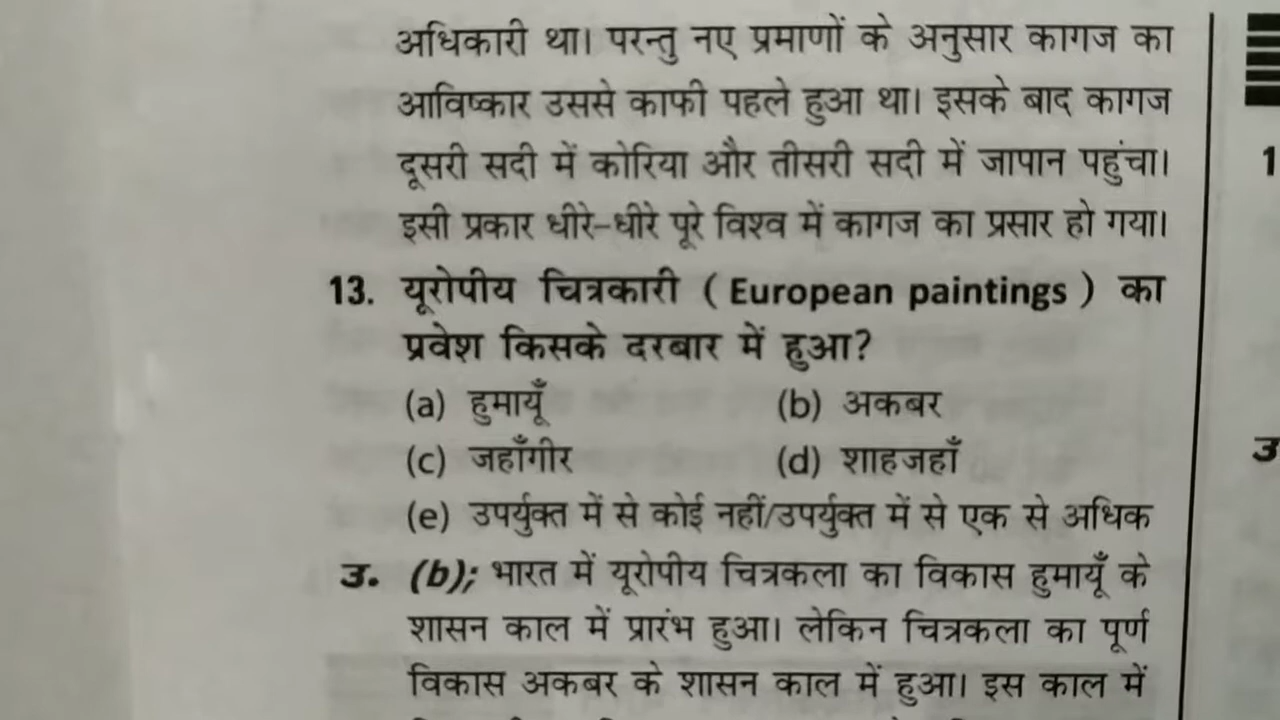 अधिकारी था। परन्तु नए प्रमाणों के अनुसार कागज का
आविष्कार उससे काफी पहले हुआ था। इसके बाद कागज
दूसरी सदी में कोरिया और तीसरी सदी में जापान पहुंचा।
इसी प्रकार धीरे-धीरे पूरे विश्व में कागज का प्रसार हो गया।
13. यूरोपीय चित्रकारी ( European paintings ) का
प्रवेश किसके दरबार में हुआ?
(a) हुमायूँ (b) अकबर
(c) जहाँगीर (d) शाहजहाँ
(e) उपर्युक्त में से कोई नहीं/उपर्युक्त में से एक से अधिक
उ. (b); भारत में यूरोपीय चित्रकला का विकास हुमायूँ के
शासन काल में प्रारंभ हुआ। लेकिन चित्रकला का पूर्ण
विकास अकबर के शासन काल में हुआ। इस काल में
1
उ